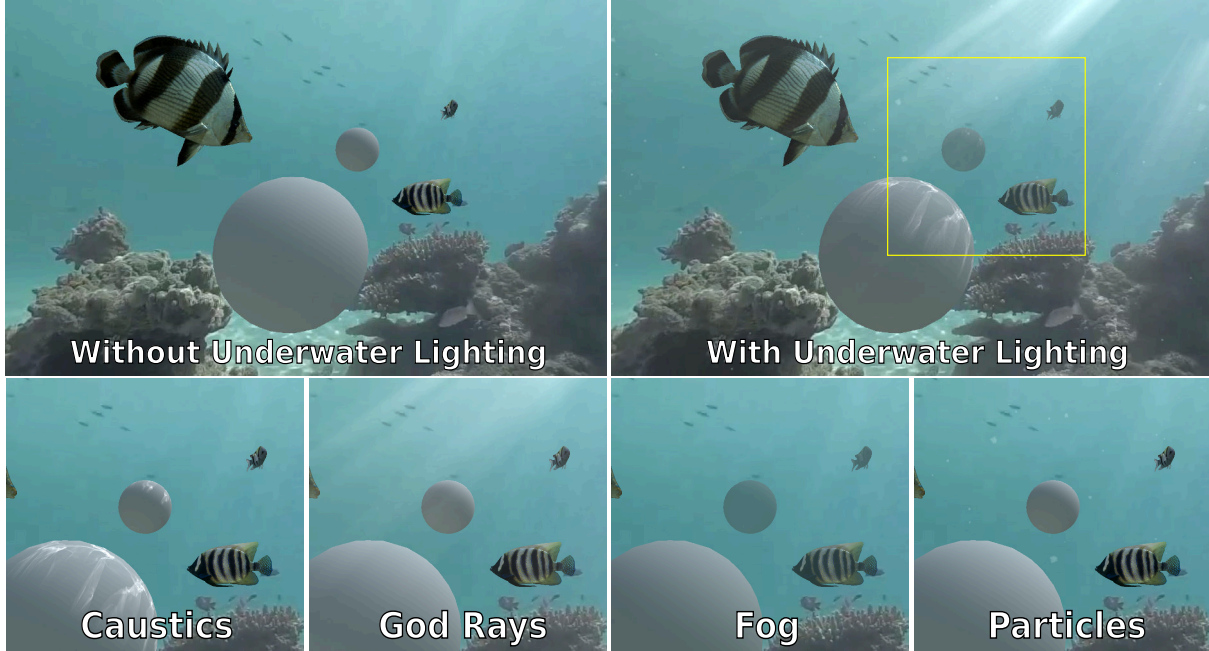 Without Underwater Lighting
With Underwater Lighting
Caustics
God Rays
Fog
Particles